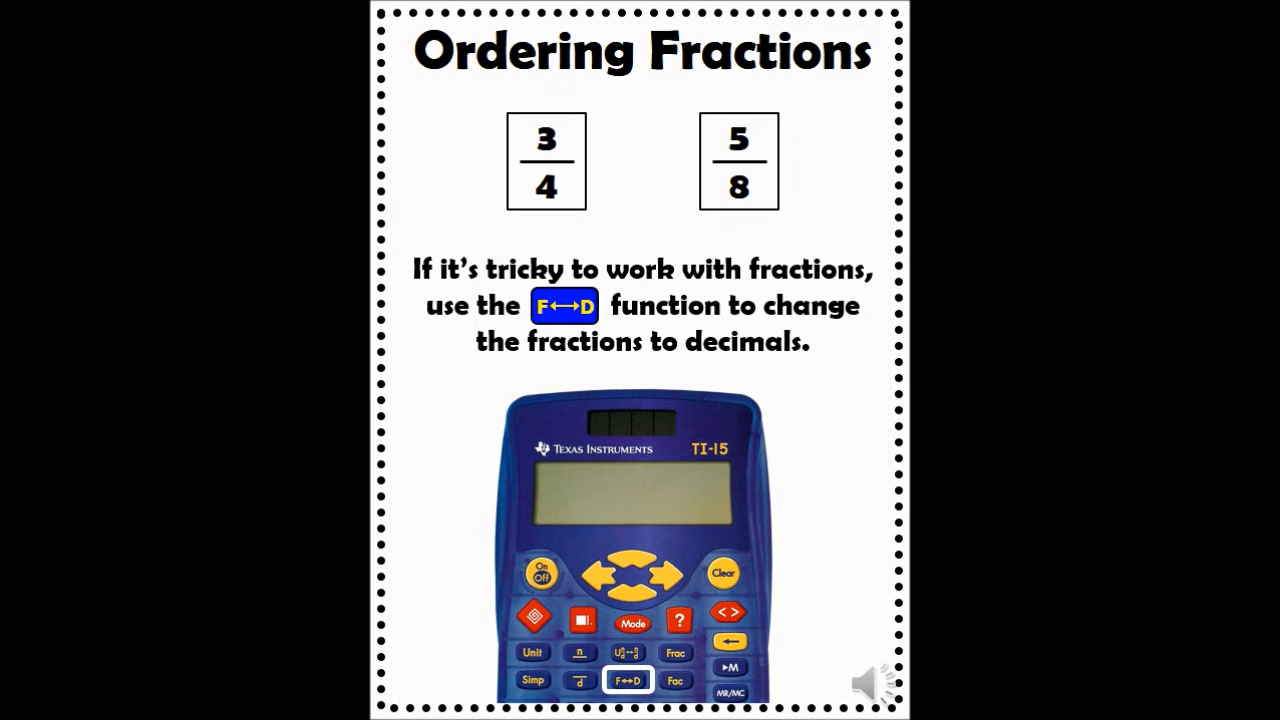 Ordering Fractions
3
4
5
8
If it's tricky to work with fractions,
use the F↔D function to change
the fractions to decimals.
TEXAS INSTRUMENTS TI-15
On
Off
Clear
Mode ? < >
Unit n U n/d↔n/d Frac
▶M
Simp d F↔D Fac
MR/MC